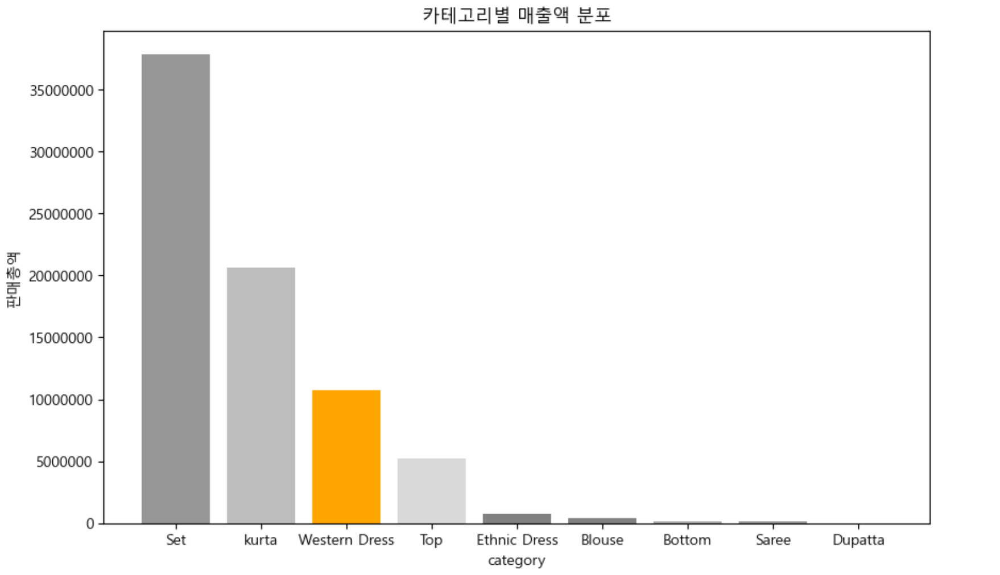 카테고리별 매출액 분포
판매총액
35000000
30000000
25000000
20000000
15000000
10000000
5000000
0
Set kurta Western Dress Top Ethnic Dress Blouse Bottom Saree Dupatta
category